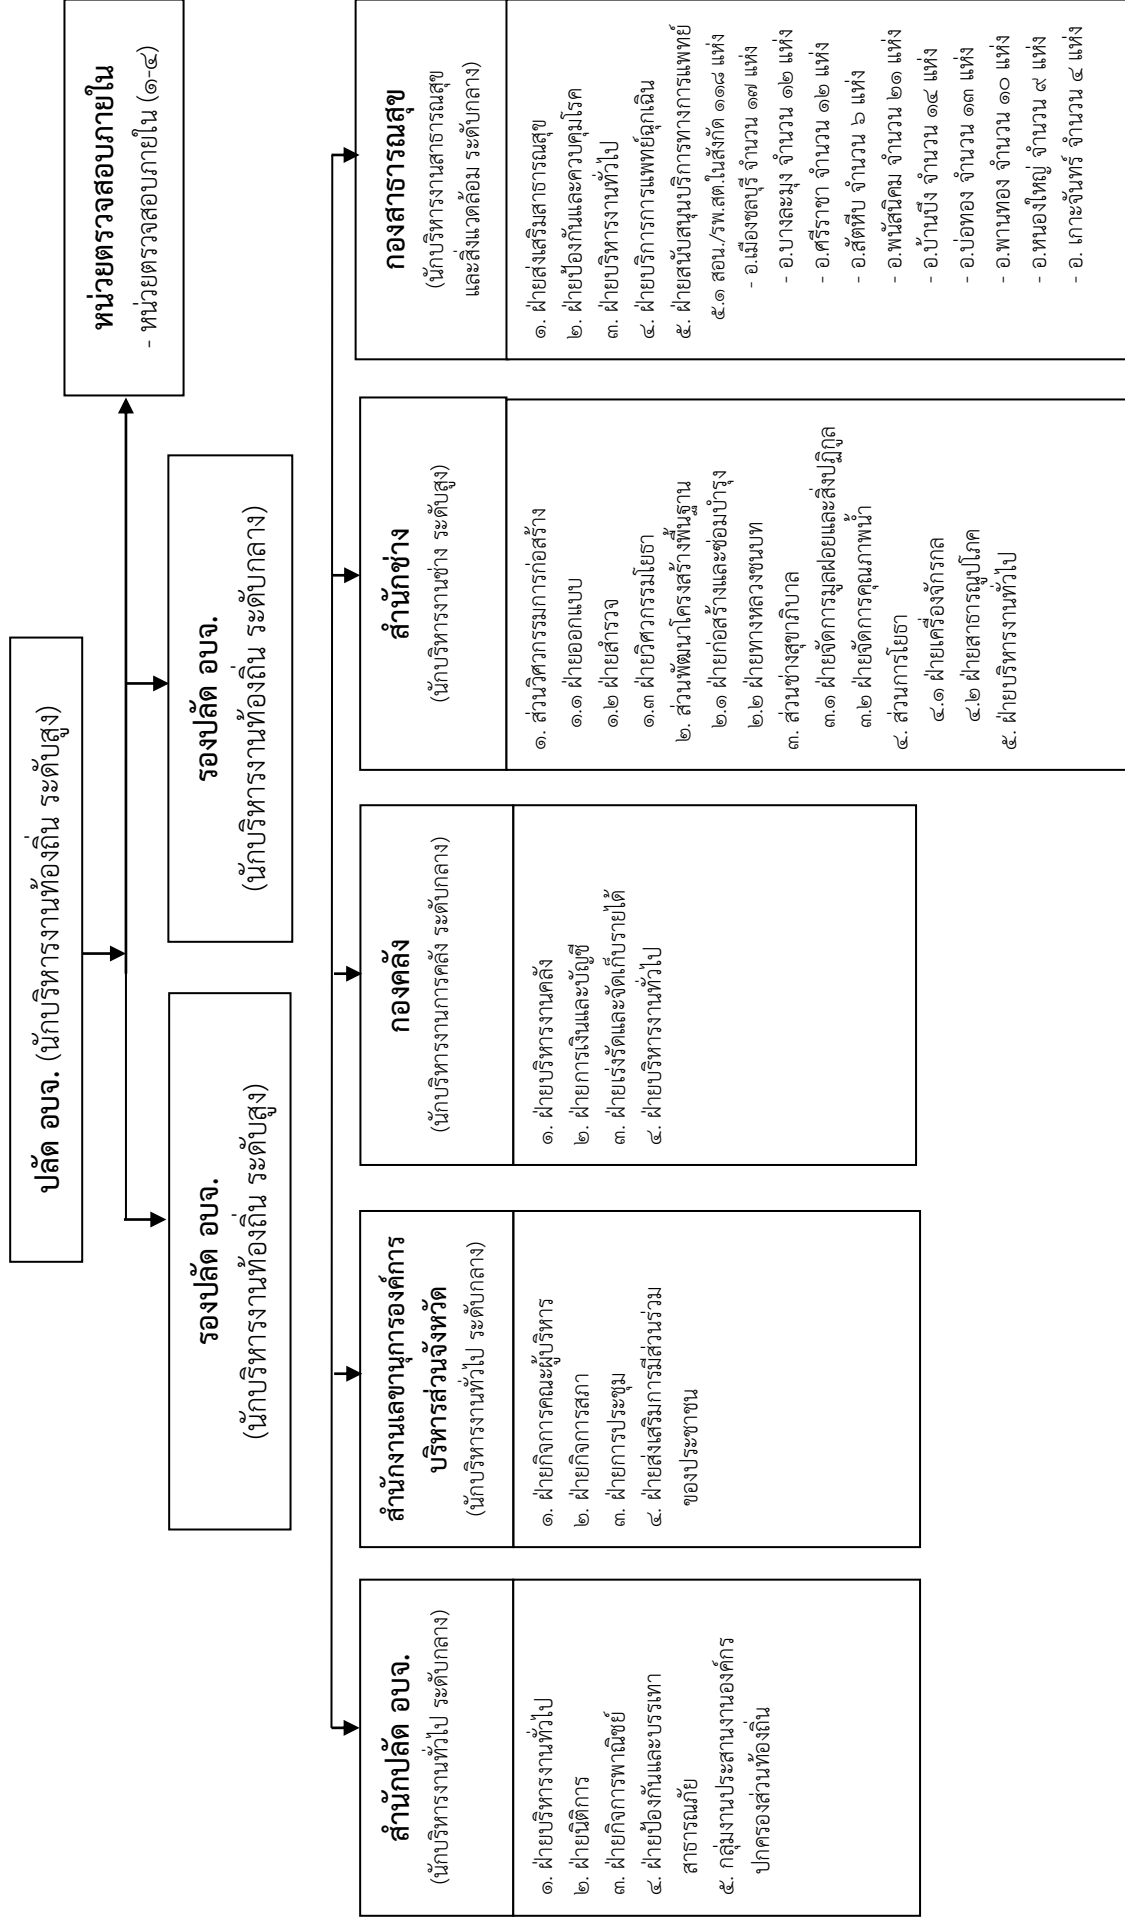 ปลัด อบจ. (นักบริหารงานท้องถิ่น ระดับสูง)
หน่วยตรวจสอบภายใน
- หน่วยตรวจสอบภายใน (๑-๔)
รองปลัด อบจ.
(นักบริหารงานท้องถิ่น ระดับสูง)
รองปลัด อบจ.
(นักบริหารงานท้องถิ่น ระดับกลาง)
สำนักปลัด อบจ.
(นักบริหารงานทั่วไป ระดับกลาง)
๑. ฝ่ายบริหารงานทั่วไป
๒. ฝ่ายนิติการ
๓. ฝ่ายกิจการพาณิชย์
๔. ฝ่ายป้องกันและบรรเทา
สาธารณภัย
๕. กลุ่มงานประสานงานองค์กร
ปกครองส่วนท้องถิ่น
สำนักงานเลขานุการองค์การ
บริหารส่วนจังหวัด
(นักบริหารงานทั่วไป ระดับกลาง)
๑. ฝ่ายกิจการคณะผู้บริหาร
๒. ฝ่ายกิจการสภา
๓. ฝ่ายการประชุม
๔. ฝ่ายส่งเสริมการมีส่วนร่วม
ของประชาชน
กองคลัง
(นักบริหารงานการคลัง ระดับกลาง)
๑. ฝ่ายบริหารงานคลัง
๒. ฝ่ายการเงินและบัญชี
๓. ฝ่ายเร่งรัดและจัดเก็บรายได้
๔. ฝ่ายบริหารงานทั่วไป
สำนักช่าง
(นักบริหารงานช่าง ระดับสูง)
๑. ส่วนวิศวกรรมการก่อสร้าง
๑.๑ ฝ่ายออกแบบ
๑.๒ ฝ่ายสำรวจ
๑.๓ ฝ่ายวิศวกรรมโยธา
๒. ส่วนพัฒนาโครงสร้างพื้นฐาน
๒.๑ ฝ่ายก่อสร้างและซ่อมบำรุง
๒.๒ ฝ่ายทางหลวงชนบท
๓. ส่วนช่างสุขาภิบาล
๓.๑ ฝ่ายจัดการมูลฝอยและสิ่งปฏิกูล
๓.๒ ฝ่ายจัดการคุณภาพน้ำ
๔. ส่วนการโยธา
๔.๑ ฝ่ายเครื่องจักรกล
๔.๒ ฝ่ายสาธารณูปโภค
๕. ฝ่ายบริหารงานทั่วไป
กองสาธารณสุข
(นักบริหารงานสาธารณสุข
และสิ่งแวดล้อม ระดับกลาง)
๑. ฝ่ายส่งเสริมสาธารณสุข
๒. ฝ่ายป้องกันและควบคุมโรค
๓. ฝ่ายบริหารงานทั่วไป
๔. ฝ่ายบริการการแพทย์ฉุกเฉิน
๕. ฝ่ายสนับสนุนบริการทางการแพทย์
๕.๑ สอน./รพ.สต.ในสังกัด ๑๑๘ แห่ง
- อ.เมืองชลบุรี จำนวน ๑๗ แห่ง
- อ.บางละมุง จำนวน ๑๒ แห่ง
- อ.ศรีราชา จำนวน ๑๒ แห่ง
- อ.สัตหีบ จำนวน ๖ แห่ง
- อ.พนัสนิคม จำนวน ๒๑ แห่ง
- อ.บ้านบึง จำนวน ๑๔ แห่ง
- อ.บ่อทอง จำนวน ๑๓ แห่ง
- อ.พานทอง จำนวน ๑๐ แห่ง
- อ.หนองใหญ่ จำนวน ๙ แห่ง
- อ. เกาะจันทร์ จำนวน ๔ แห่ง